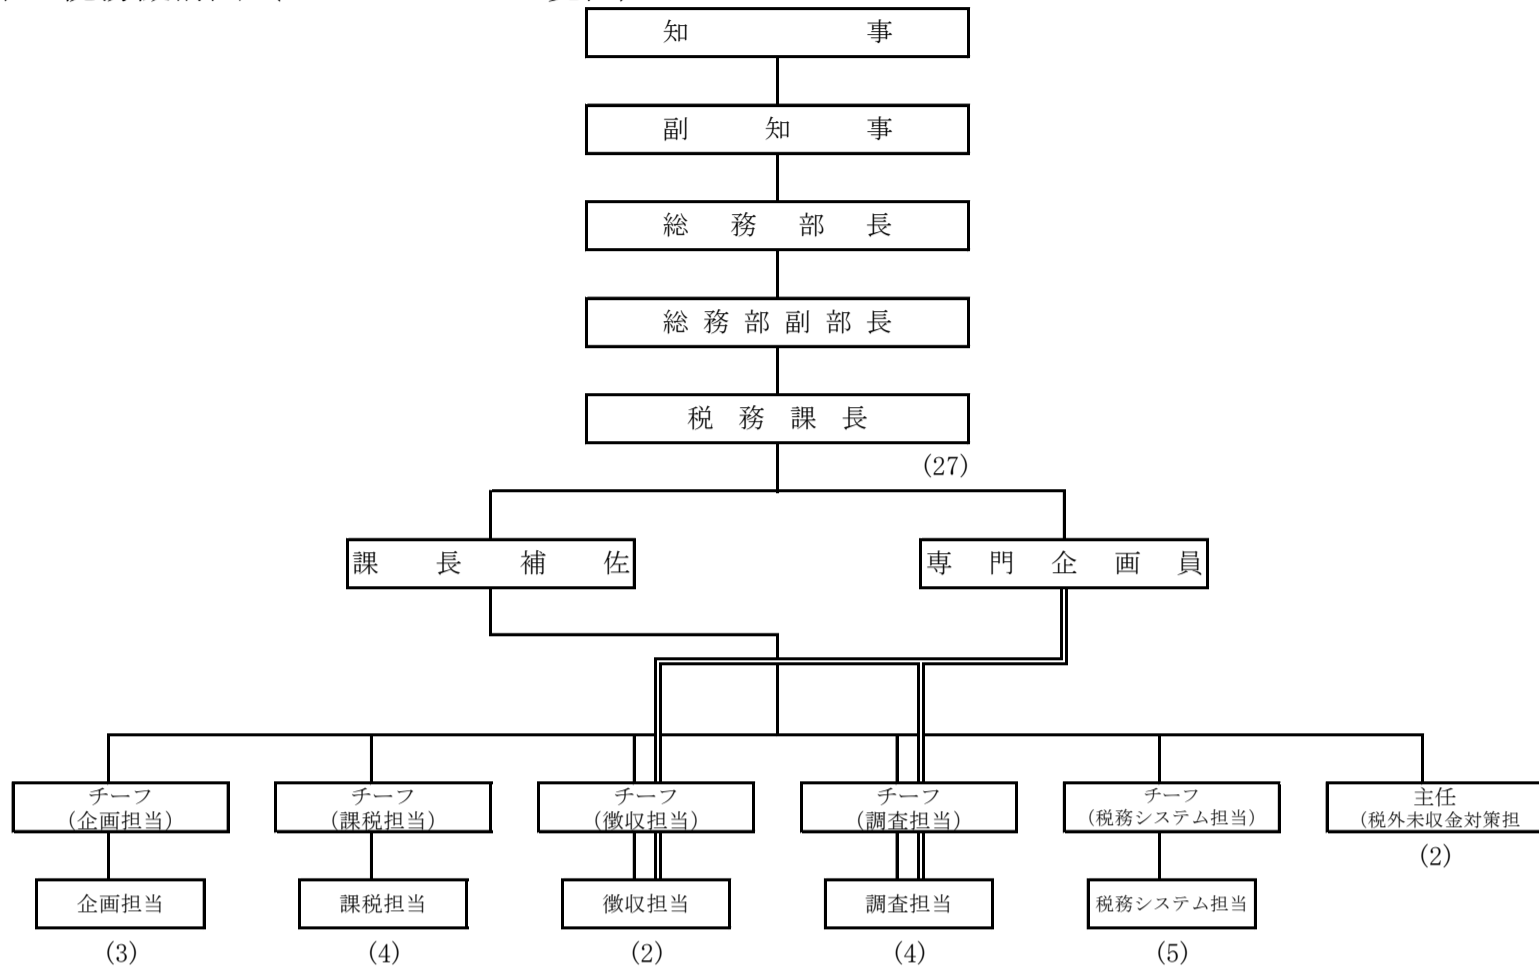 知事
副知事
総務部長
総務部副部長
税務課長
(27)
課長補佐
専門企画員
チーフ
(企画担当)
チーフ
(課税担当)
チーフ
(徴収担当)
チーフ
(調査担当)
チーフ
(税務システム担当)
主任
(税外未収金対策担
(2)
企画担当
課税担当
徴収担当
調査担当
税務システム担当
(3)
(4)
(2)
(4)
(5)